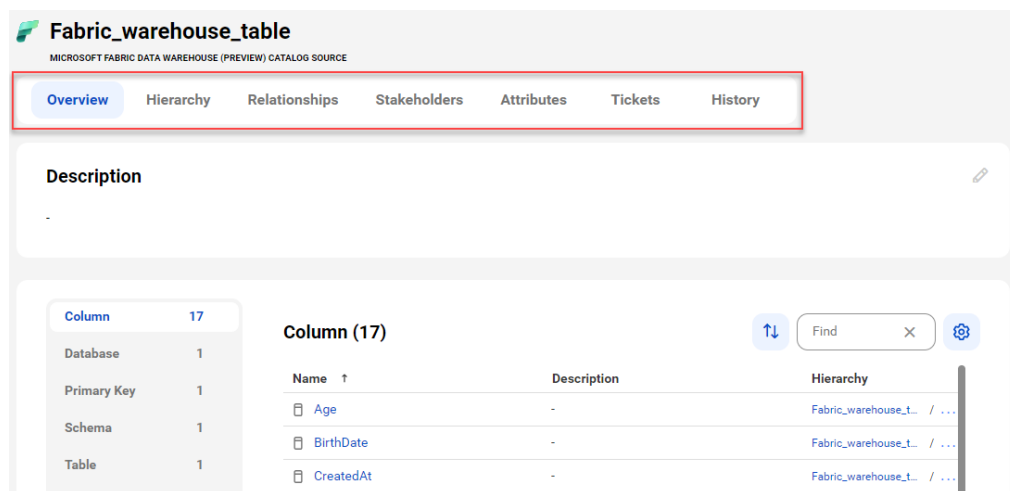 Fabric_warehouse_table
MICROSOFT FABRIC DATA WAREHOUSE (PREVIEW) CATALOG SOURCE
Overview Hierarchy Relationships Stakeholders Attributes Tickets History
Description
-
Column 17
Database 1
Primary Key 1
Schema 1
Table 1
Column (17)
Find
Name ↑ Description Hierarchy
Age - Fabric_warehouse_t... / ...
BirthDate - Fabric_warehouse_t... / ...
CreatedAt - Fabric_warehouse_t... / ...